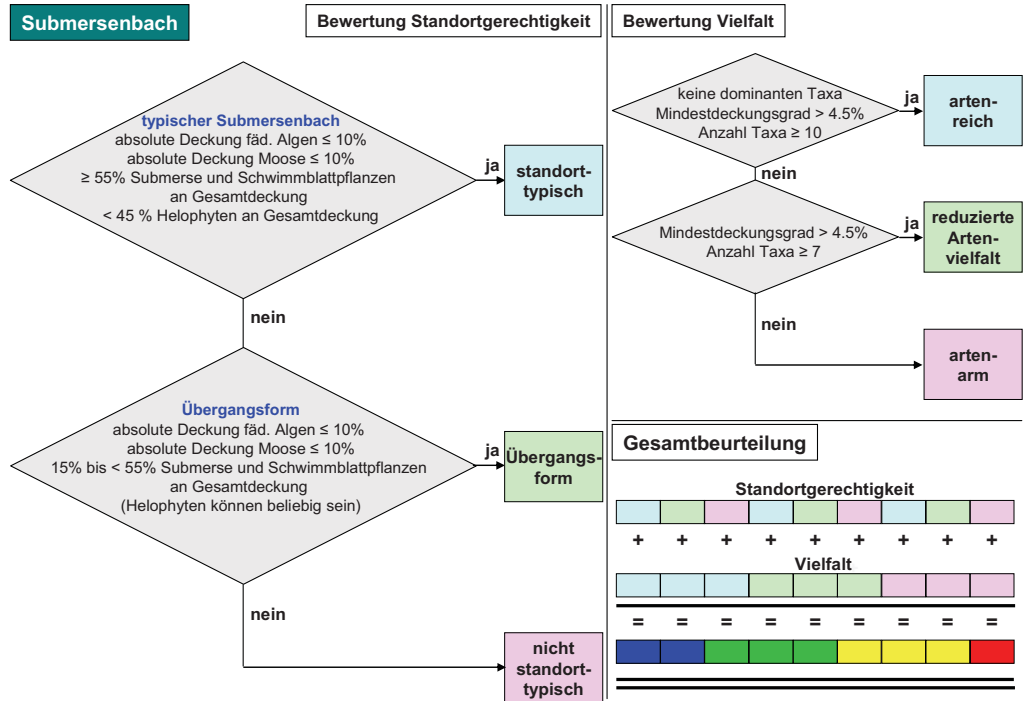 Submersenbach
Bewertung Standortgerechtigkeit
typischer Submersenbach
absolute Deckung fäd. Algen ≤ 10%
absolute Deckung Moose ≤ 10%
≥ 55% Submerse und Schwimmblattpflanzen
an Gesamtdeckung
< 45 % Helophyten an Gesamtdeckung
ja
standort-
typisch
nein
Übergangsform
absolute Deckung fäd. Algen ≤ 10%
absolute Deckung Moose ≤ 10%
15% bis < 55% Submerse und Schwimmblattpflanzen
an Gesamtdeckung
(Helophyten können beliebig sein)
ja
Übergangs-
form
nein
nicht
standort-
typisch
Bewertung Vielfalt
keine dominanten Taxa
Mindestdeckungsgrad > 4.5%
Anzahl Taxa ≥ 10
ja
arten-
reich
nein
Mindestdeckungsgrad > 4.5%
Anzahl Taxa ≥ 7
ja
reduzierte
Arten-
vielfalt
nein
arten-
arm
Gesamtbeurteilung
Standortgerechtigkeit
+ + + + + + + + +
Vielfalt
= = = = = = = = =